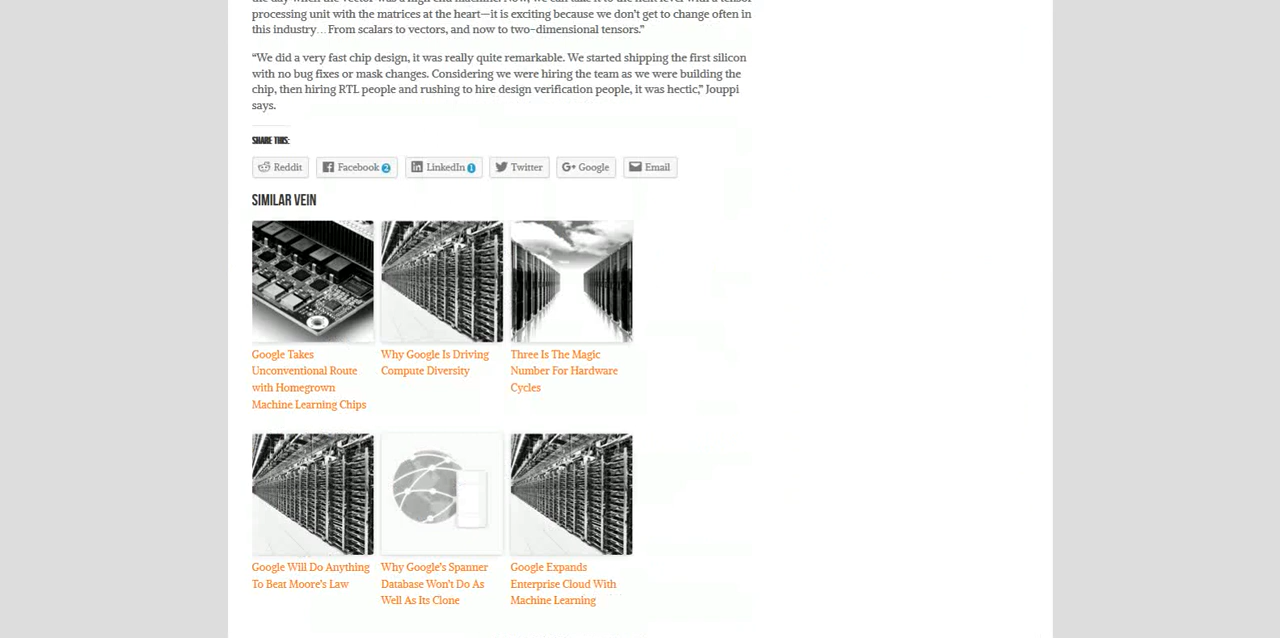 processing unit with the matrices at the heart—it is exciting because we don't get to change often in
this industry…From scalars to vectors, and now to two-dimensional tensors."
"We did a very fast chip design, it was really quite remarkable. We started shipping the first silicon
with no bug fixes or mask changes. Considering we were hiring the team as we were building the
chip, then hiring RTL people and rushing to hire design verification people, it was hectic," Jouppi
says.
SHARE THIS:
Reddit Facebook 2 LinkedIn 1 Twitter G+ Google Email
SIMILAR VEIN
Google Takes
Unconventional Route
with Homegrown
Machine Learning Chips
Why Google Is Driving
Compute Diversity
Three Is The Magic
Number For Hardware
Cycles
Google Will Do Anything
To Beat Moore's Law
Why Google's Spanner
Database Won't Do As
Well As Its Clone
Google Expands
Enterprise Cloud With
Machine Learning